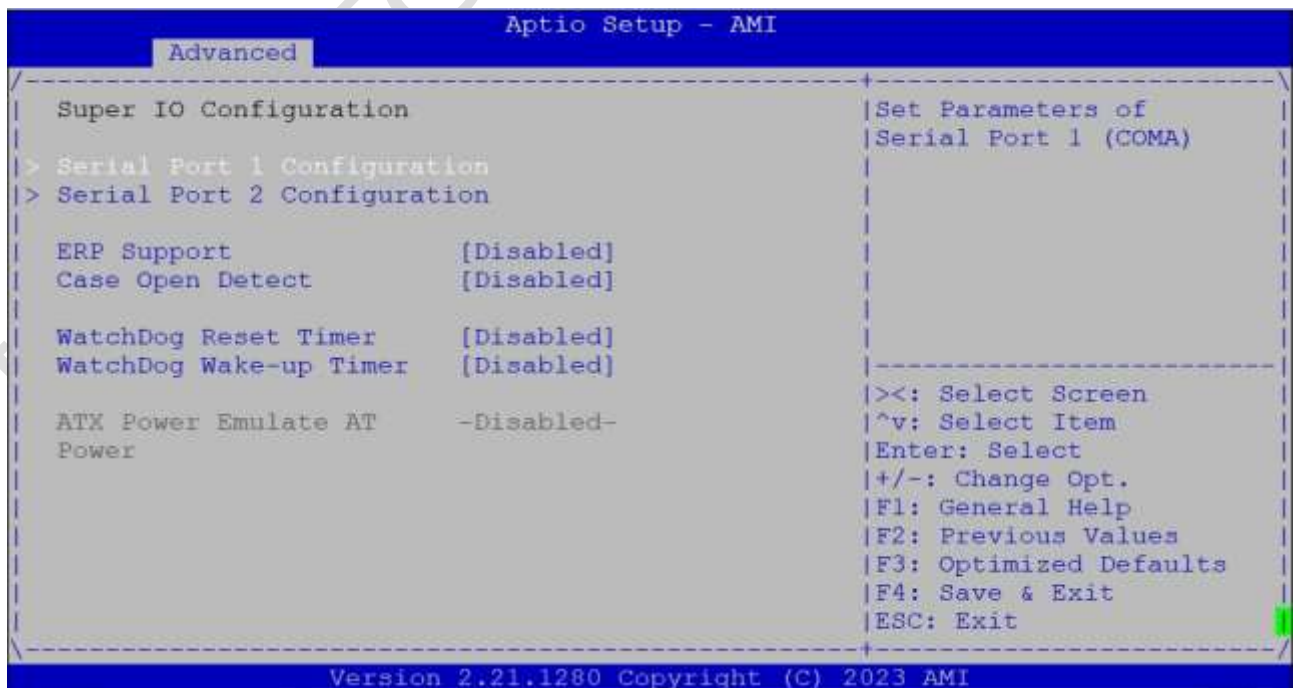 Aptio Setup - AMI
Advanced
Super IO Configuration
> Serial Port 1 Configuration
> Serial Port 2 Configuration
ERP Support [Disabled]
Case Open Detect [Disabled]
WatchDog Reset Timer [Disabled]
WatchDog Wake-up Timer [Disabled]
ATX Power Emulate AT -Disabled-
Power
Set Parameters of
Serial Port 1 (COMA)
><: Select Screen
^v: Select Item
Enter: Select
+/-: Change Opt.
F1: General Help
F2: Previous Values
F3: Optimized Defaults
F4: Save & Exit
ESC: Exit
Version 2.21.1280 Copyright (C) 2023 AMI